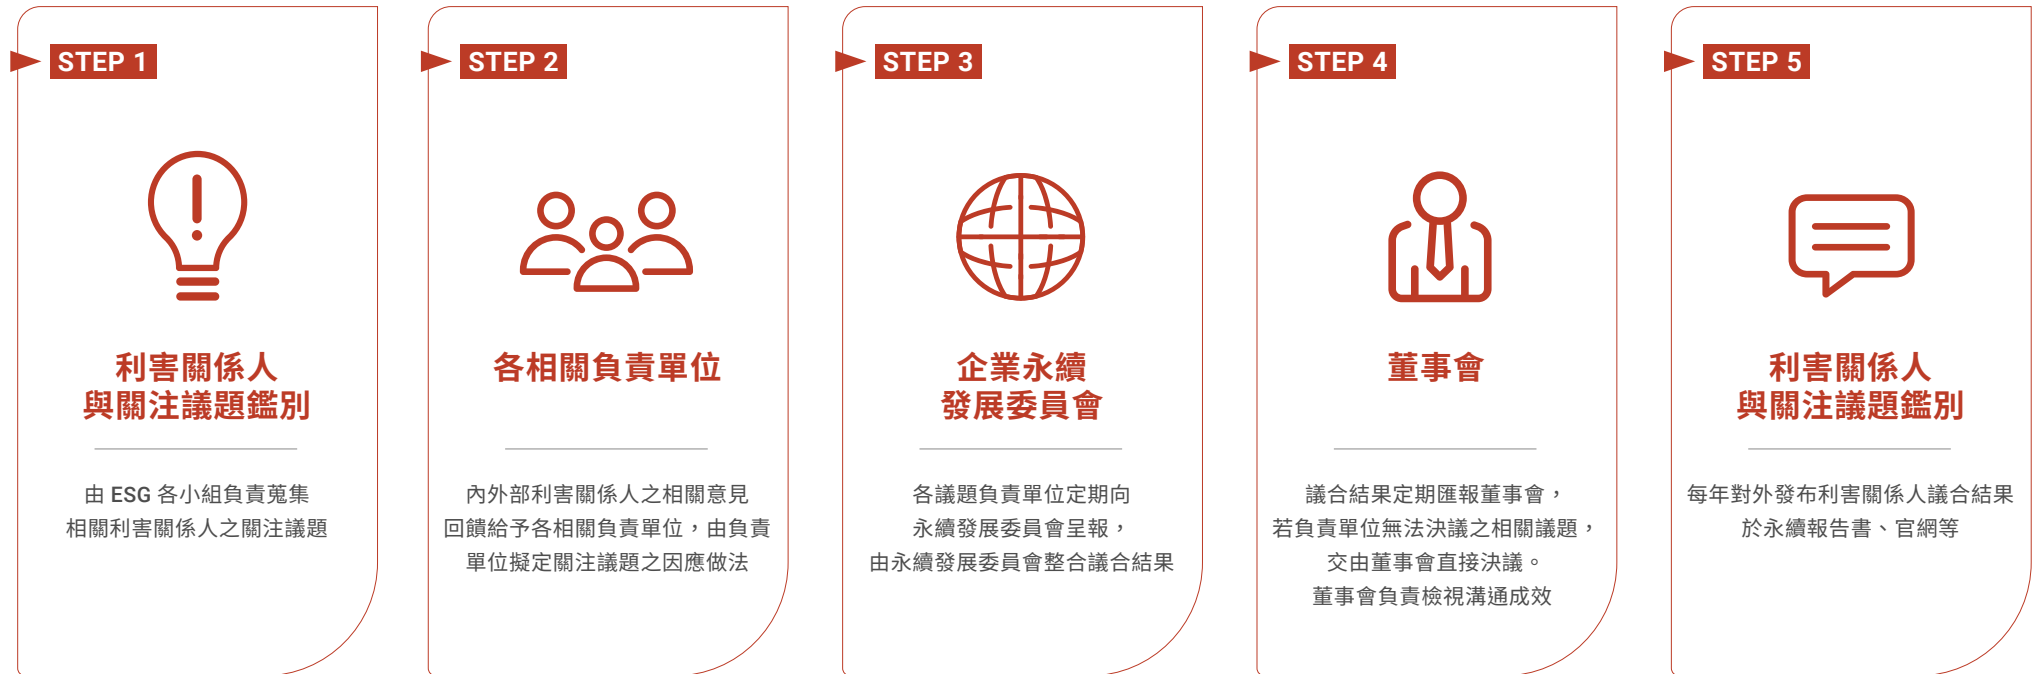 STEP 1
利害關係人
與關注議題鑑別
由 ESG 各小組負責蒐集
相關利害關係人之關注議題
STEP 2
各相關負責單位
內外部利害關係人之相關意見
回饋給予各相關負責單位，由負責
單位擬定關注議題之因應做法
STEP 3
企業永續
發展委員會
各議題負責單位定期向
永續發展委員會呈報，
由永續發展委員會整合議合結果
STEP 4
董事會
議合結果定期匯報董事會，
若負責單位無法決議之相關議題，
交由董事會直接決議。
董事會負責檢視溝通成效
STEP 5
利害關係人
與關注議題鑑別
每年對外發布利害關係人議合結果
於永續報告書、官網等